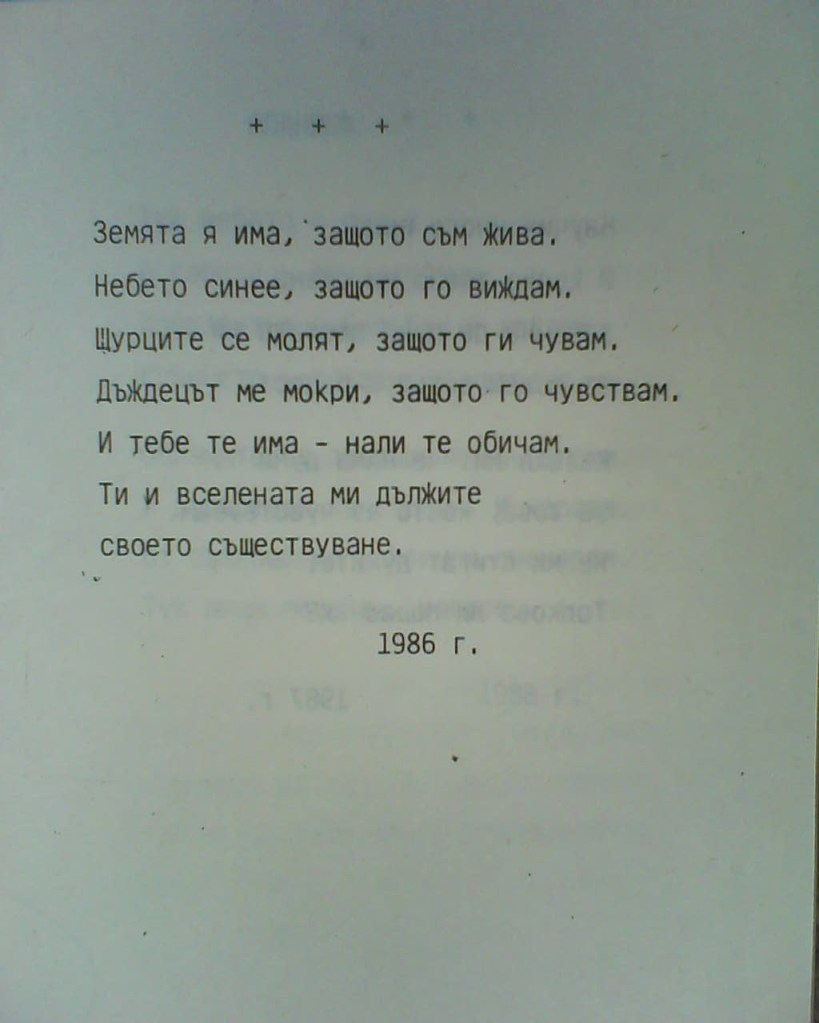 + + +
Земята я има, защото съм жива.
Небето синее, защото го виждам.
Щурците се молят, защото ги чувам.
Дъждецът ме мокри, защото го чувствам.
И тебе те има - нали те обичам.
Ти и вселената ми дължите
своето съществуване.
1986 г.